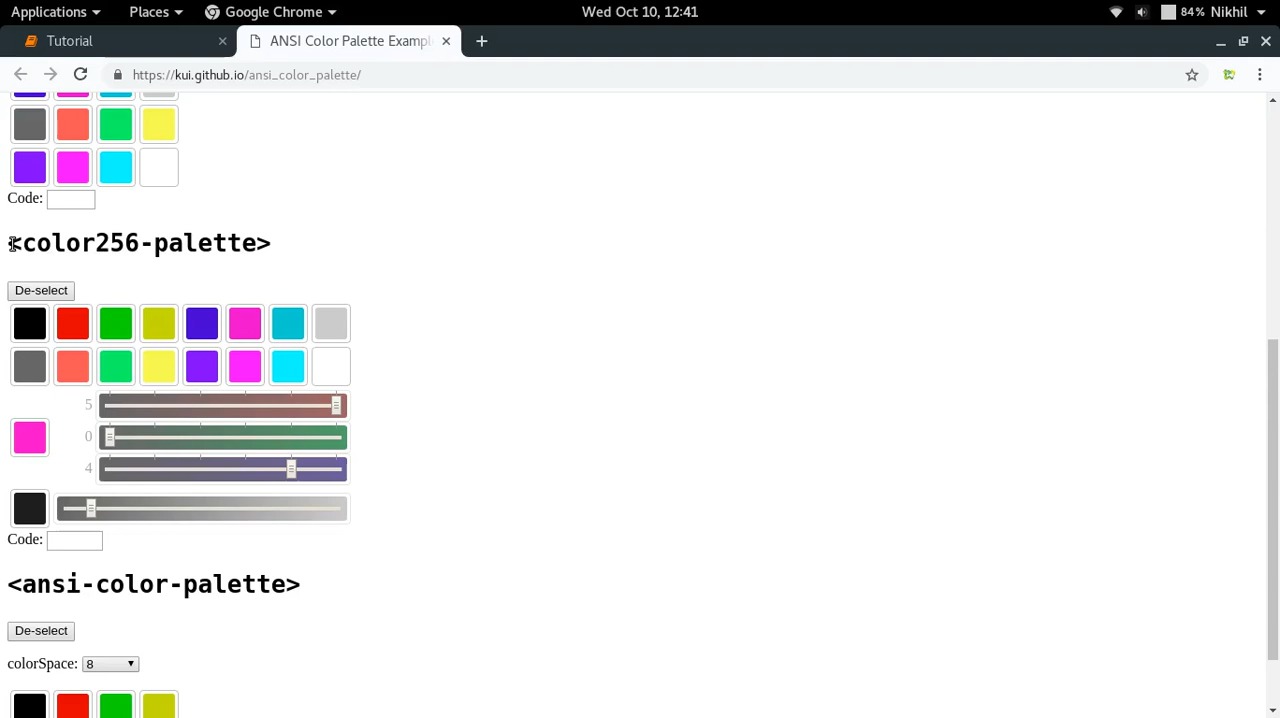 Applications Places Google Chrome Wed Oct 10, 12:41 84% Nikhil
Tutorial ANSI Color Palette Exampl
https://kui.github.io/ansi_color_palette/
Code:
<color256-palette>
De-select
5
0
4
Code:
<ansi-color-palette>
De-select
colorSpace: 8